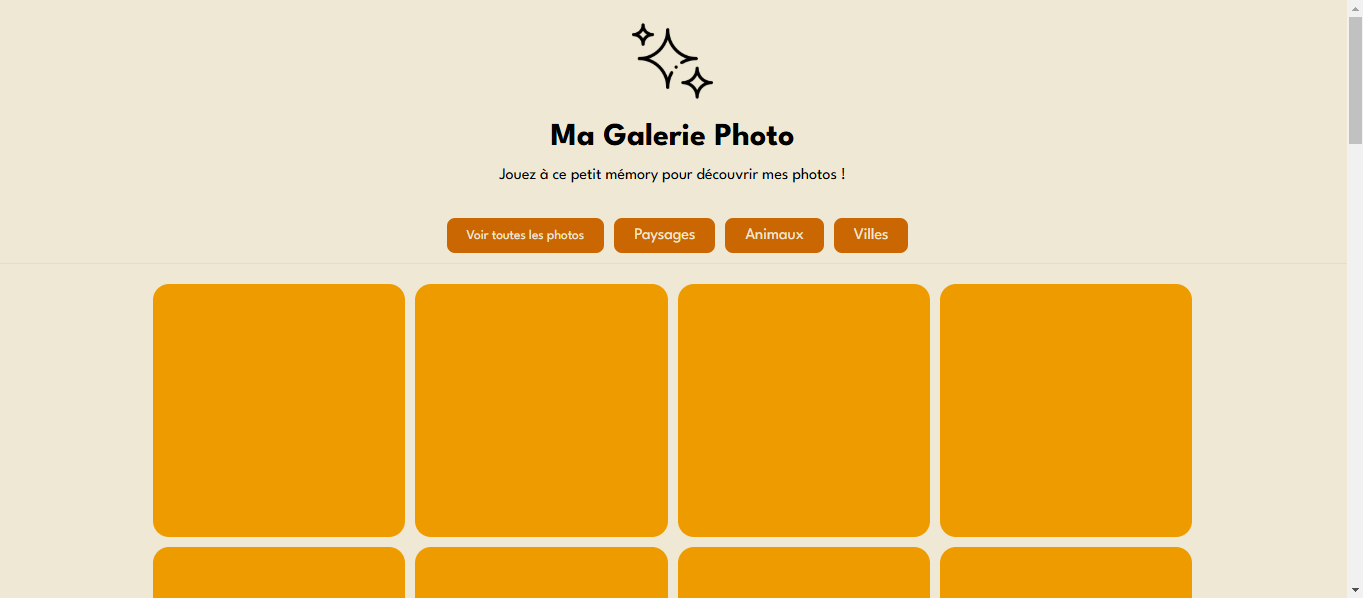 Ma Galerie Photo
Jouez à ce petit mémory pour découvrir mes photos !
Voir toutes les photos
Paysages
Animaux
Villes